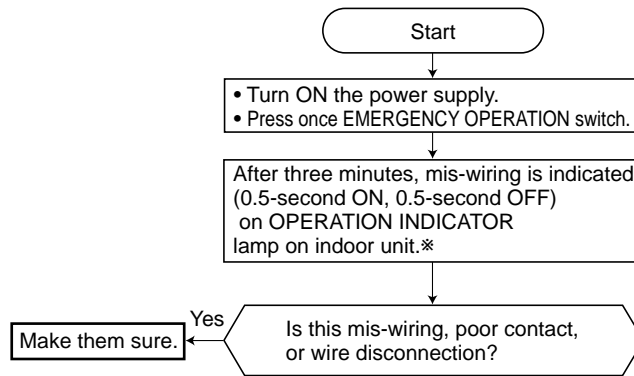 Start
• Turn ON the power supply.
• Press once EMERGENCY OPERATION switch.
After three minutes, mis-wiring is indicated
(0.5-second ON, 0.5-second OFF)
on OPERATION INDICATOR
lamp on indoor unit.※
Is this mis-wiring, poor contact,
or wire disconnection?
Yes
Make them sure.